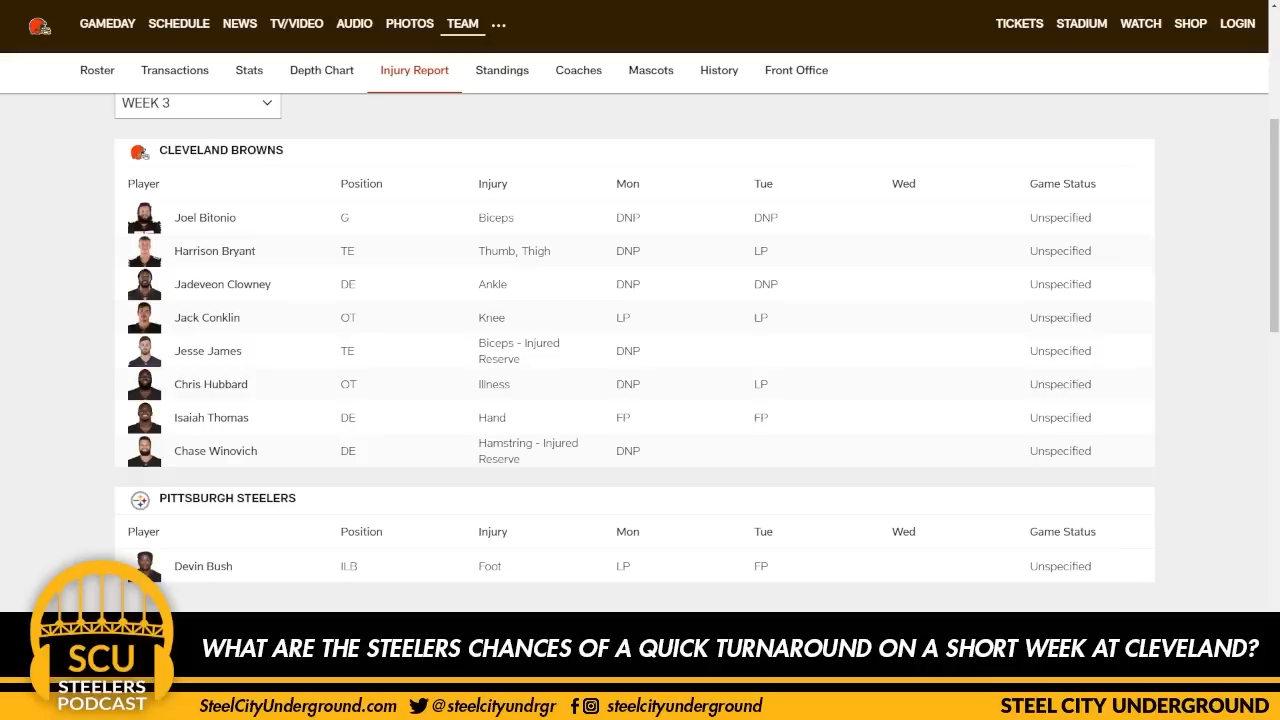 GAMEDAY SCHEDULE NEWS TV/VIDEO AUDIO PHOTOS TEAM ••• TICKETS STADIUM WATCH SHOP LOGIN
Roster Transactions Stats Depth Chart Injury Report Standings Coaches Mascots History Front Office
WEEK 3
CLEVELAND BROWNS
Player Position Injury Mon Tue Wed Game Status
Joel Bitonio G Biceps DNP DNP Unspecified
Harrison Bryant TE Thumb, Thigh DNP LP Unspecified
Jadeveon Clowney DE Ankle DNP DNP Unspecified
Jack Conklin OT Knee LP LP Unspecified
Jesse James TE Biceps - Injured Reserve DNP Unspecified
Chris Hubbard OT Illness DNP LP Unspecified
Isaiah Thomas DE Hand FP FP Unspecified
Chase Winovich DE Hamstring - Injured Reserve DNP Unspecified
PITTSBURGH STEELERS
Player Position Injury Mon Tue Wed Game Status
Devin Bush ILB Foot LP FP Unspecified
SCU
STEELERS
PODCAST
WHAT ARE THE STEELERS CHANCES OF A QUICK TURNAROUND ON A SHORT WEEK AT CLEVELAND?
SteelCityUnderground.com @steelcityundrgr steelcityunderground STEEL CITY UNDERGROUND